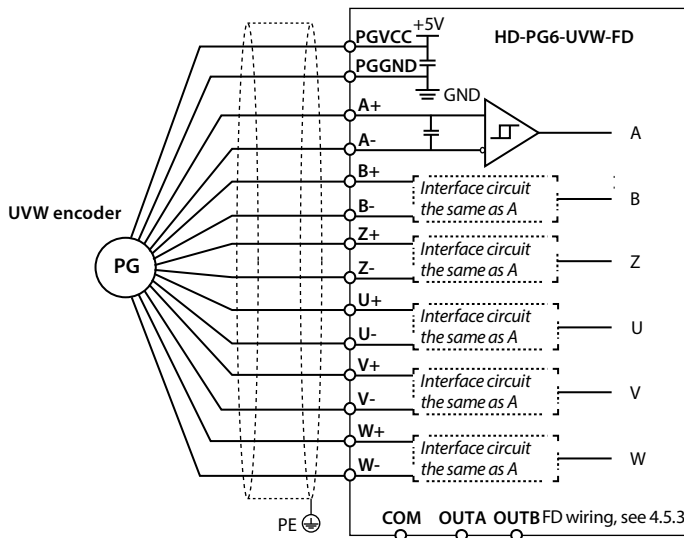 PGVCC
+5V
HD-PG6-UVW-FD
PGGND
GND
A+
A
A-
B+
Interface circuit
the same as A
B
B-
UVW encoder
Z+
Interface circuit
the same as A
Z
PG
Z-
U+
Interface circuit
the same as A
U
U-
V+
Interface circuit
the same as A
V
V-
W+
Interface circuit
the same as A
W
W-
PE
COM OUTA OUTB FD wiring, see 4.5.3